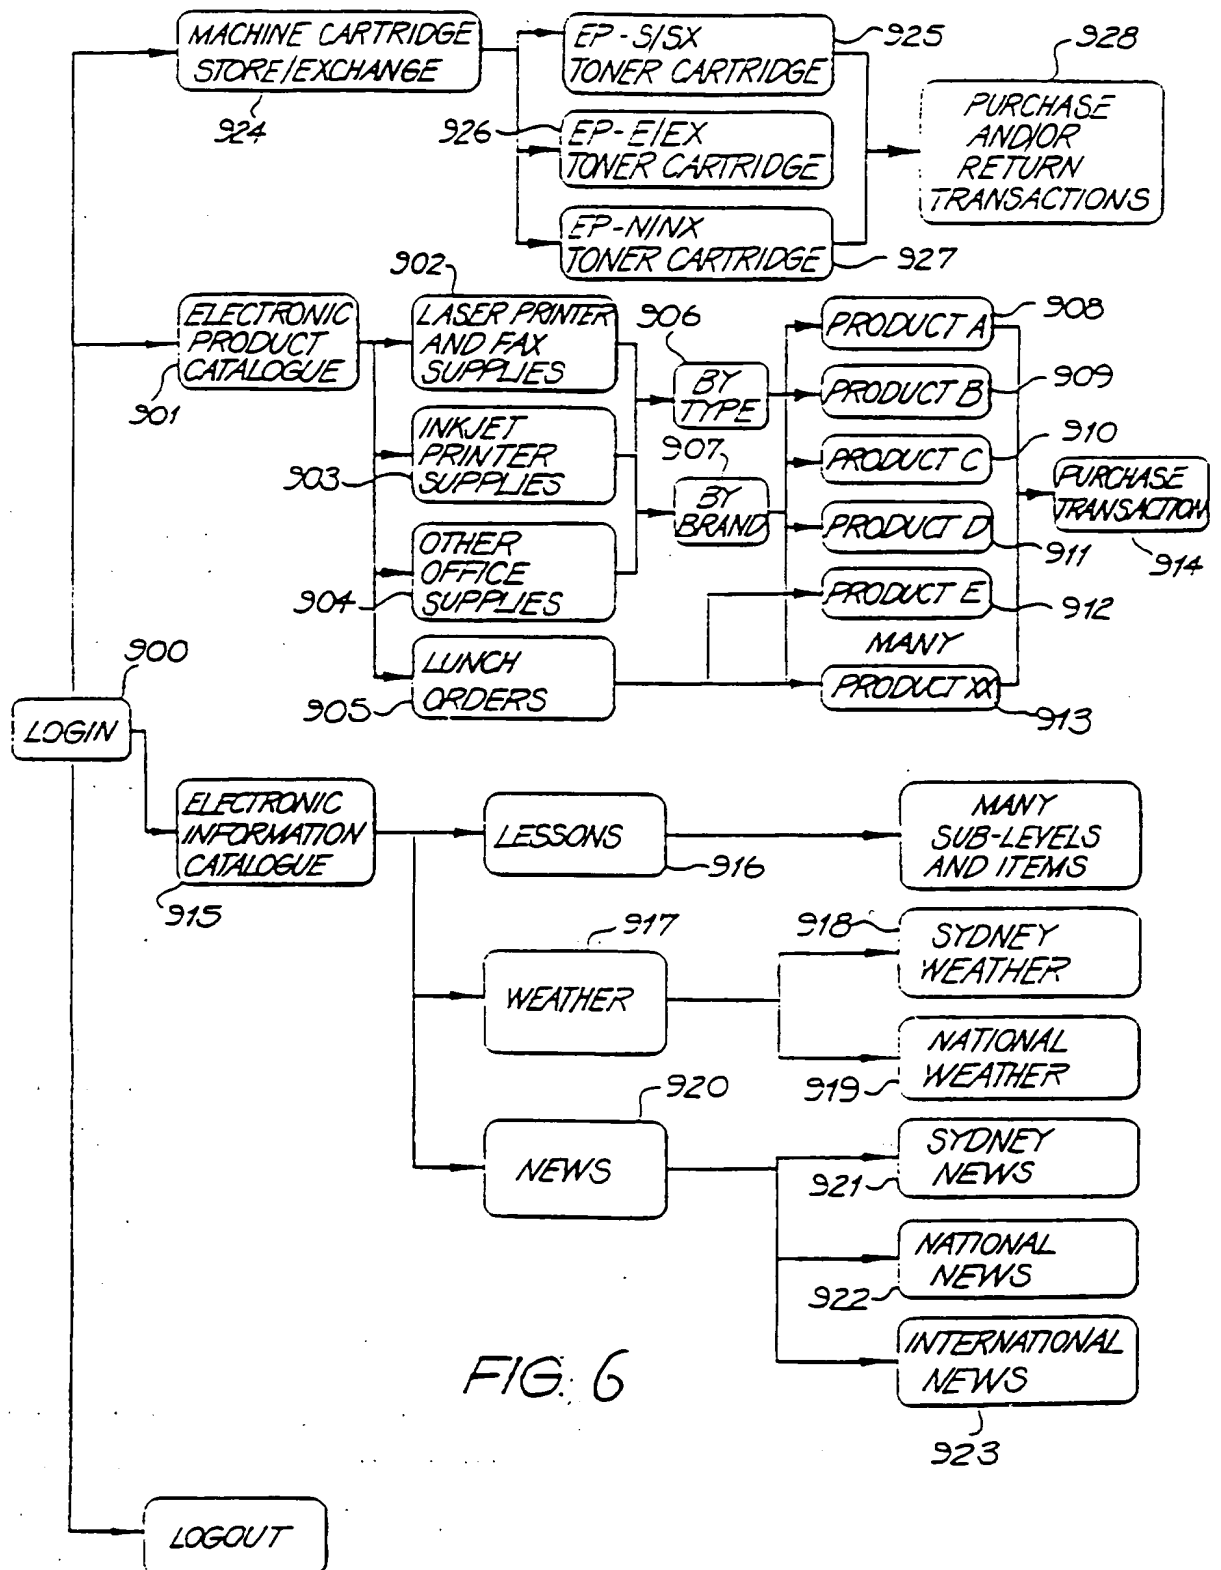 MACHINE CARTRIDGE
STORE/EXCHANGE
924
EP-S/SX
TONER CARTRIDGE
925
926
EP-E/EX
TONER CARTRIDGE
EP-N/NX
TONER CARTRIDGE
927
928
PURCHASE
AND/OR
RETURN
TRANSACTIONS
ELECTRONIC
PRODUCT
CATALOGUE
901
902
LASER PRINTER
AND FAX
SUPPLIES
INKJET
PRINTER
SUPPLIES
903
OTHER
OFFICE
SUPPLIES
904
LUNCH
ORDERS
905
906
BY
TYPE
907
BY
BRAND
PRODUCT A
908
PRODUCT B
909
PRODUCT C
910
PRODUCT D
911
PRODUCT E
912
MANY
PRODUCT XX
913
PURCHASE
TRANSACTION
914
900
LOGIN
ELECTRONIC
INFORMATION
CATALOGUE
915
LESSONS
916
MANY
SUB-LEVELS
AND ITEMS
917
WEATHER
918
SYDNEY
WEATHER
NATIONAL
WEATHER
919
920
NEWS
SYDNEY
NEWS
921
NATIONAL
NEWS
922
INTERNATIONAL
NEWS
923
FIG. 6
LOGOUT